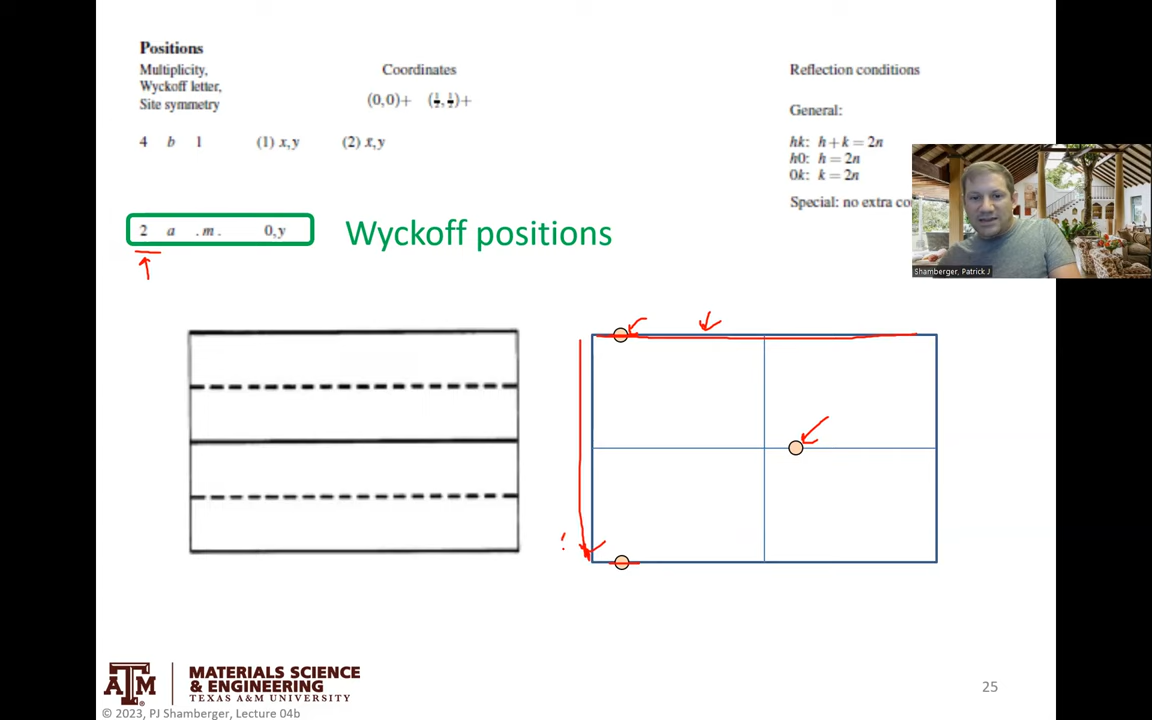 Positions
Multiplicity,
Wyckoff letter,
Site symmetry
Coordinates
(0,0)+ (½,½)+
Reflection conditions
General:
4 b 1 (1) x,y (2) x̄,y
hk: h+k=2n
h0: h=2n
0k: k=2n
Special: no extra co
2 a .m. 0,y
Wyckoff positions
Shamberger, Patrick J
MATERIALS SCIENCE
& ENGINEERING
TEXAS A&M UNIVERSITY
25
© 2023, PJ Shamberger, Lecture 04b